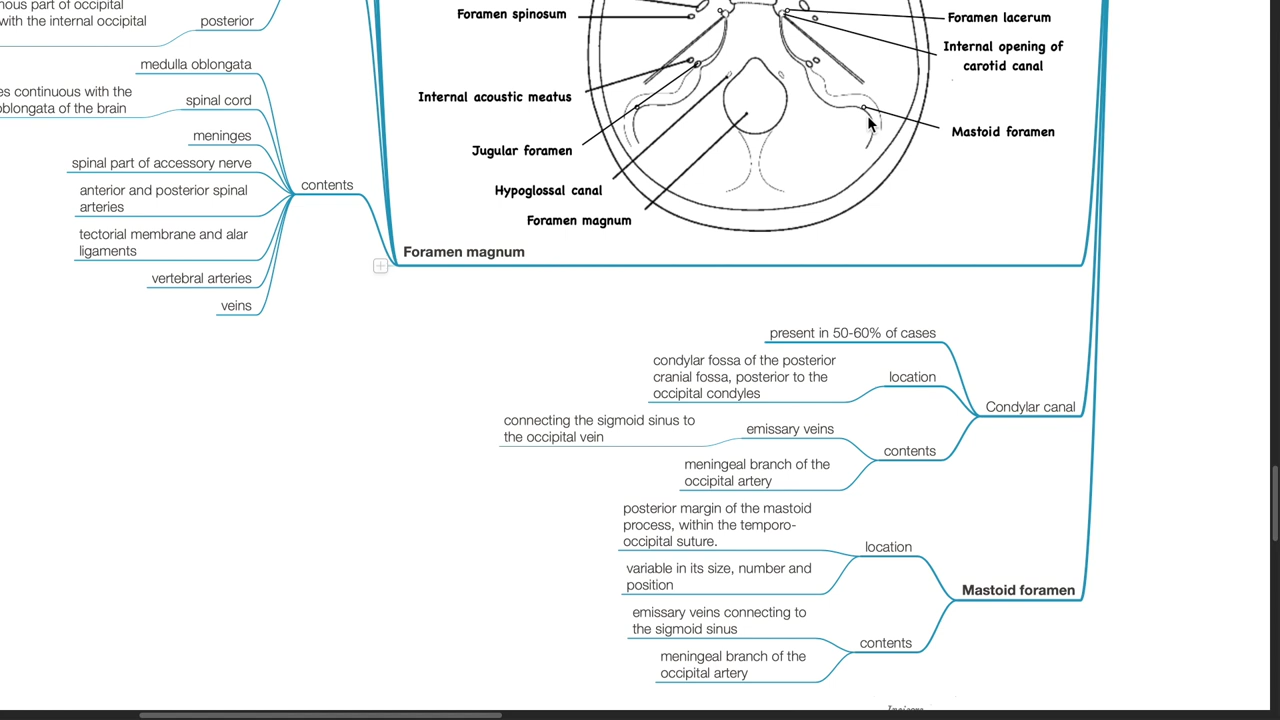 nous part of occipital
with the internal occipital
posterior
medulla oblongata
es continuous with the
oblongata of the brain
spinal cord
meninges
spinal part of accessory nerve
anterior and posterior spinal
arteries
tectorial membrane and alar
ligaments
vertebral arteries
veins
contents
Foramen magnum
Foramen spinosum
Internal acoustic meatus
Jugular foramen
Hypoglossal canal
Foramen magnum
Foramen lacerum
Internal opening of
carotid canal
Mastoid foramen
present in 50-60% of cases
condylar fossa of the posterior
cranial fossa, posterior to the
occipital condyles
location
Condylar canal
connecting the sigmoid sinus to
the occipital vein
emissary veins
contents
meningeal branch of the
occipital artery
posterior margin of the mastoid
process, within the temporo-
occipital suture.
location
variable in its size, number and
position
Mastoid foramen
emissary veins connecting to
the sigmoid sinus
contents
meningeal branch of the
occipital artery